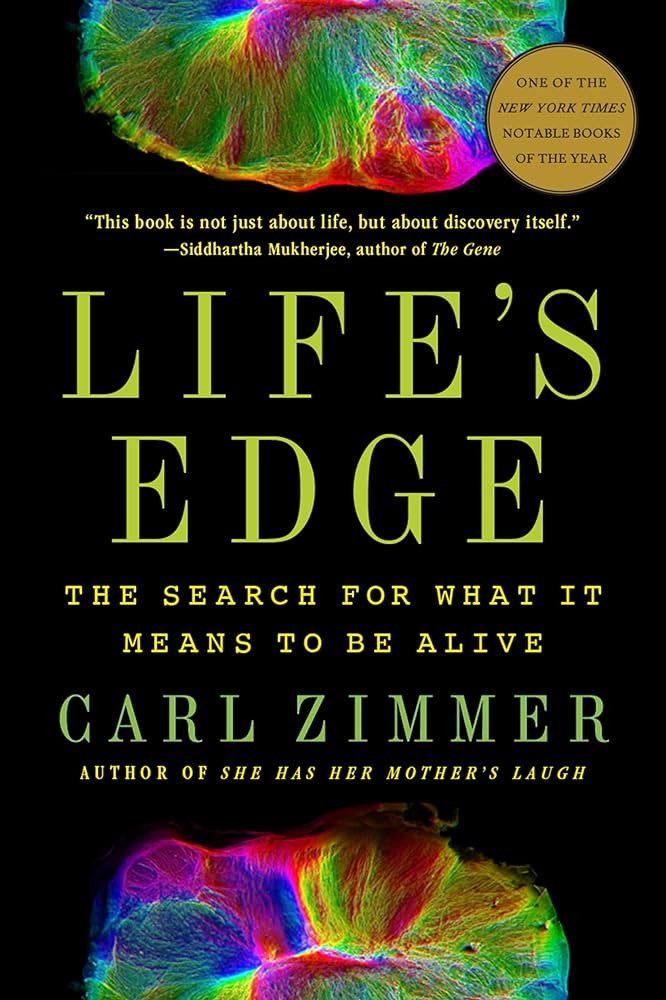 ONE OF THE
NEW YORK TIMES
NOTABLE BOOKS
OF THE YEAR
“This book is not just about life, but about discovery itself.”
—Siddhartha Mukherjee, author of The Gene
LIFE’S
EDGE
THE SEARCH FOR WHAT IT
MEANS TO BE ALIVE
CARL ZIMMER
AUTHOR OF SHE HAS HER MOTHER’S LAUGH